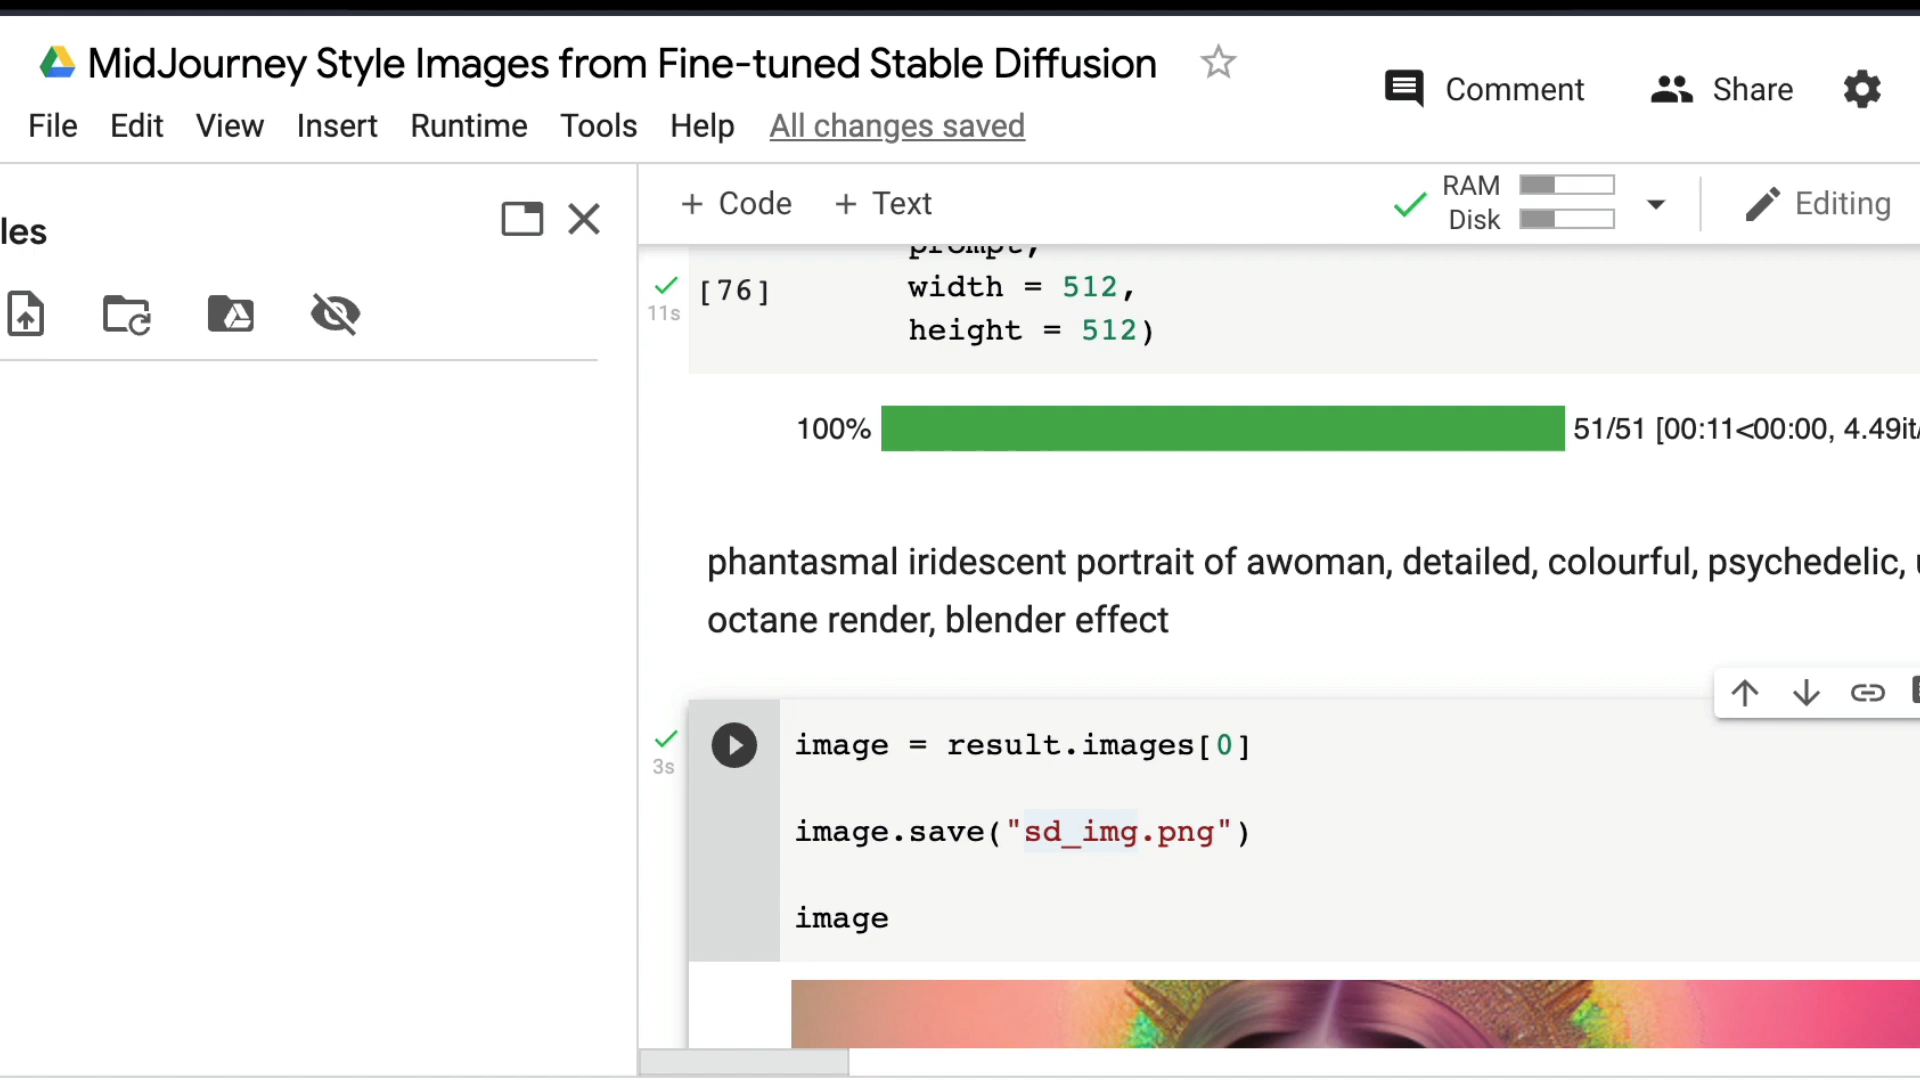 MidJourney Style Images from Fine-tuned Stable Diffusion
Comment
Share
File Edit View Insert Runtime Tools Help All changes saved
les
+ Code + Text
RAM
Disk
Editing
prompt,
[76]
width = 512,
11s
height = 512)
100%
51/51 [00:11<00:00, 4.49it/
phantasmal iridescent portrait of awoman, detailed, colourful, psychedelic,
octane render, blender effect
image = result.images[0]
3s
image.save("sd_img.png")
image